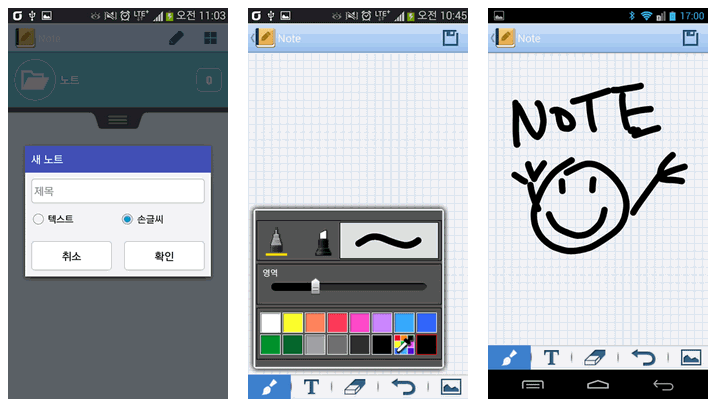 오전 11:03
Note
노트
0
새 노트
제목
텍스트
손글씨
취소
확인
오전 10:45
Note
영역
T
17:00
Note
NOTE
T